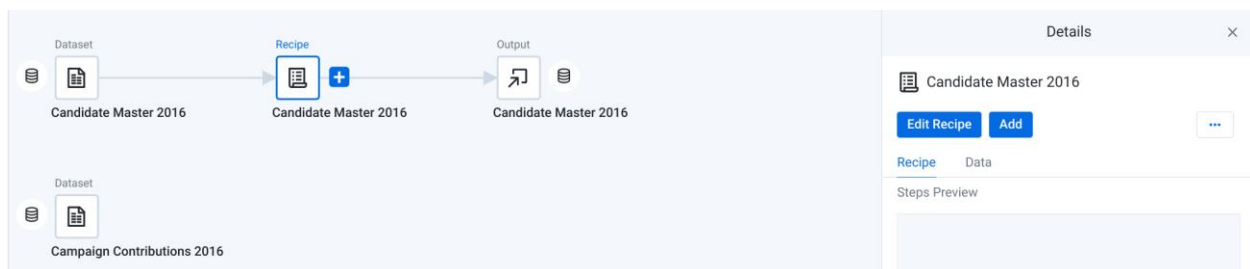 Dataset
Recipe
Output
Candidate Master 2016
Candidate Master 2016
Candidate Master 2016
Dataset
Campaign Contributions 2016
Details
Candidate Master 2016
Edit Recipe
Add
Recipe
Data
Steps Preview